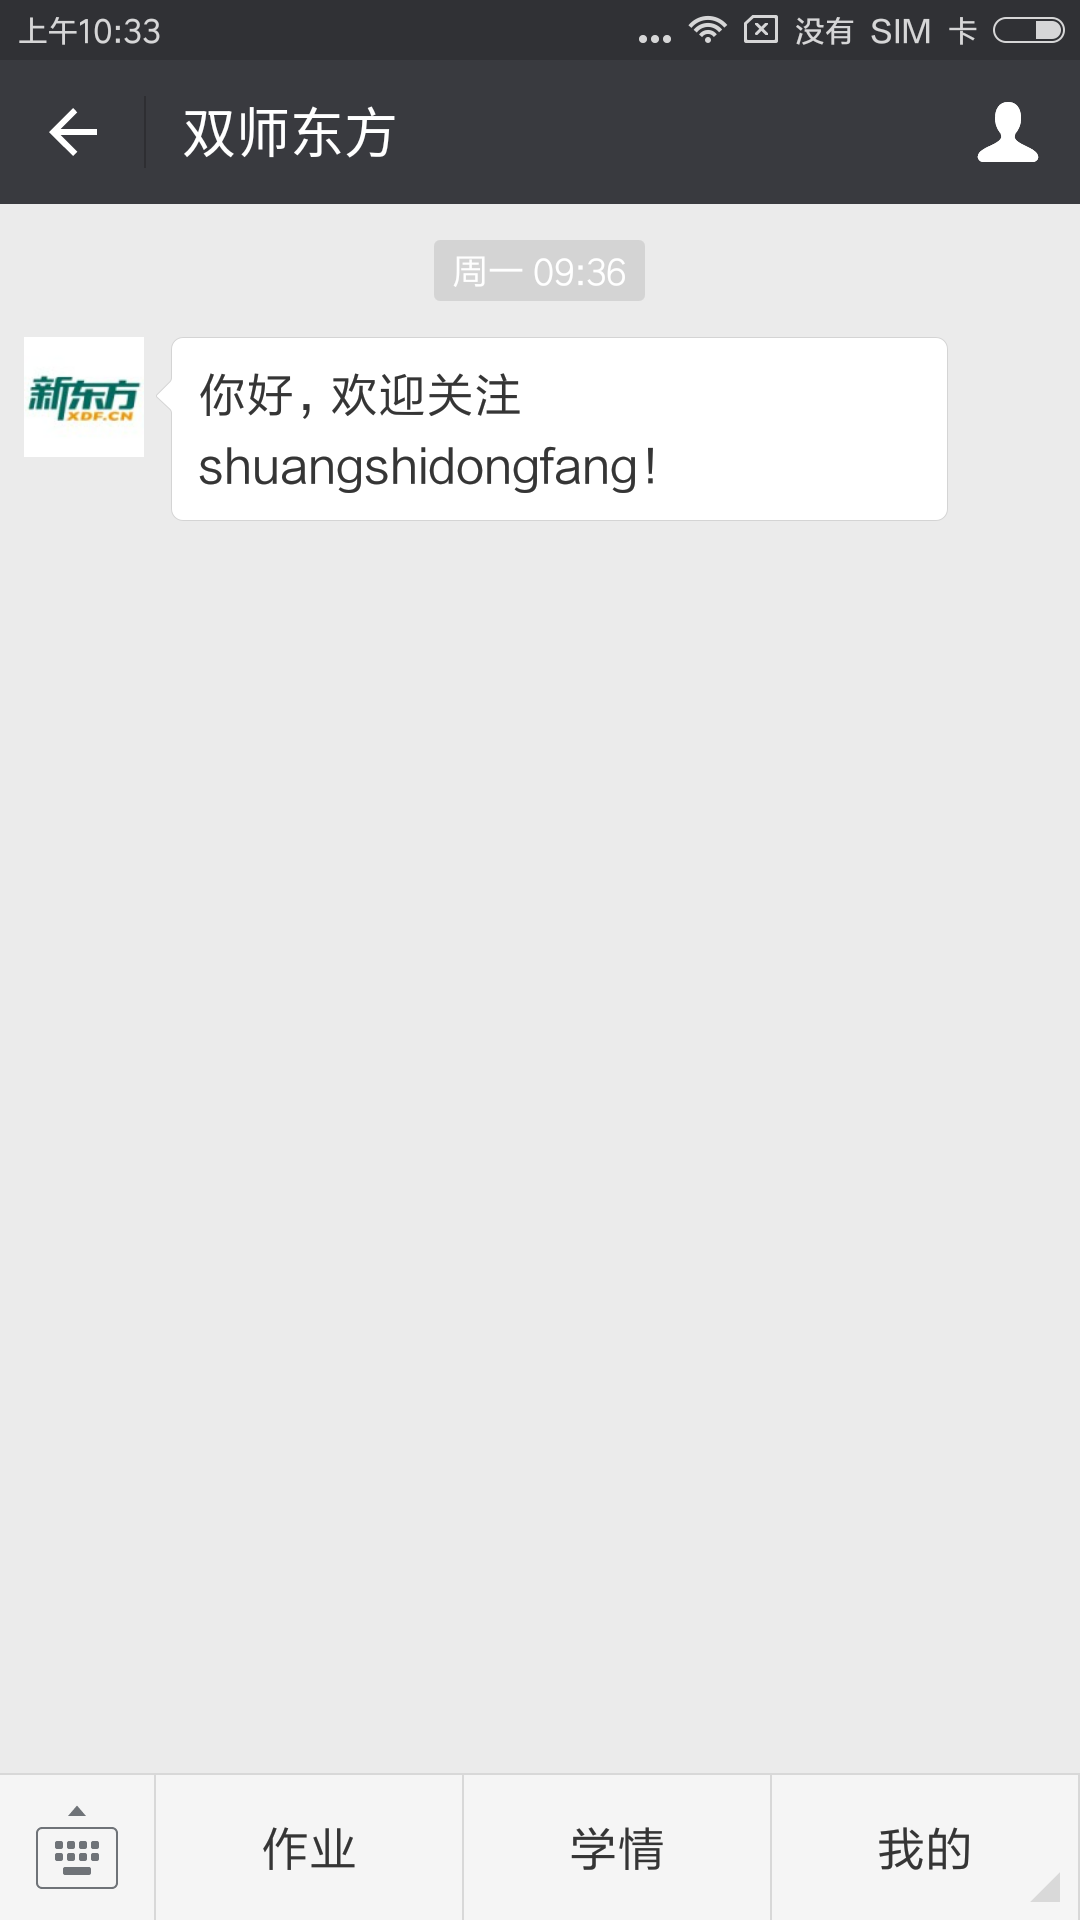 上午10:33
没有 SIM 卡
双师东方
周一 09:36
新东方
XDF.CN
你好，欢迎关注
shuangshidongfang！
作业
学情
我的